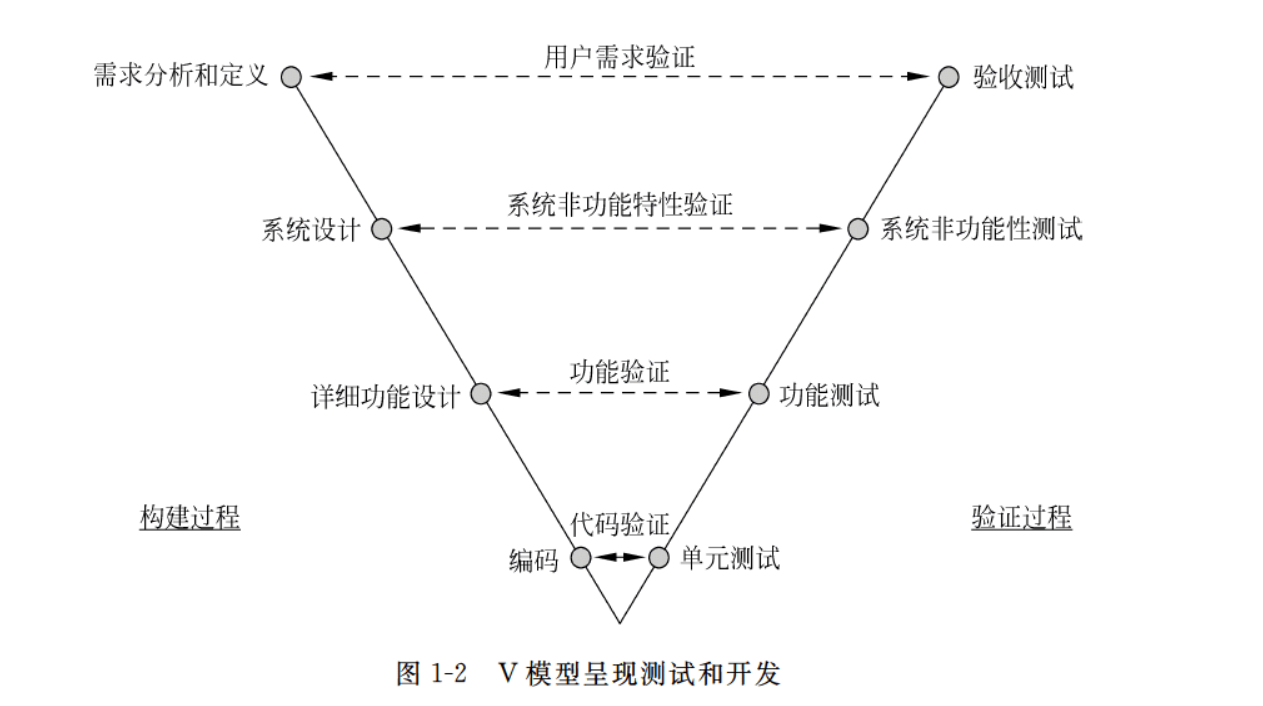 用户需求验证
需求分析和定义
验收测试
系统非功能特性验证
系统设计
系统非功能性测试
功能验证
详细功能设计
功能测试
构建过程
验证过程
代码验证
编码
单元测试
图 1-2 V 模型呈现测试和开发